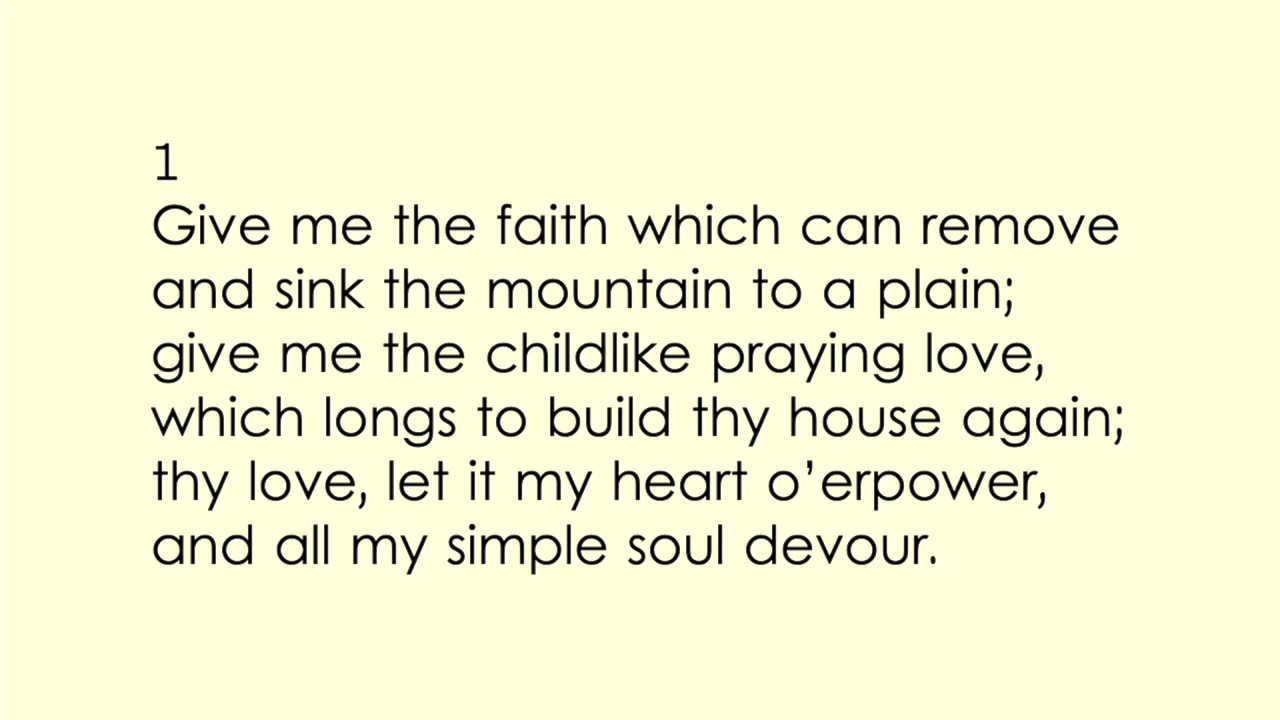 1
Give me the faith which can remove
and sink the mountain to a plain;
give me the childlike praying love,
which longs to build thy house again;
thy love, let it my heart o’erpower,
and all my simple soul devour.